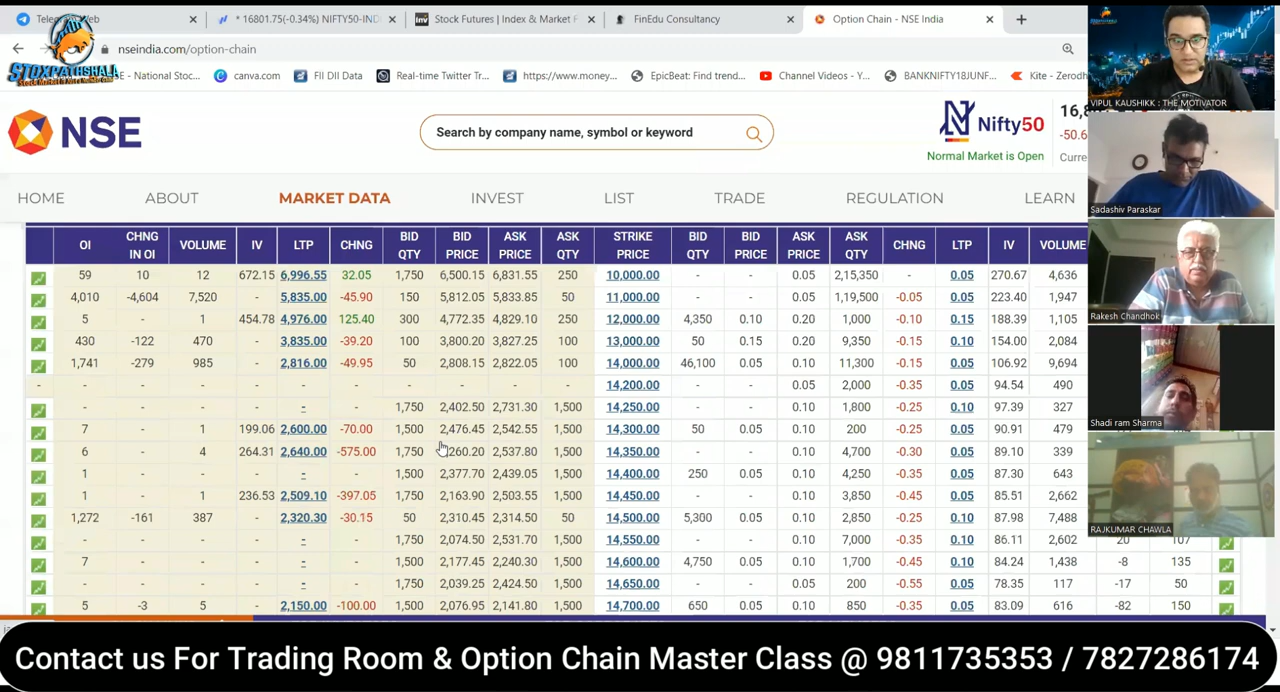 Telegram Web
* 16801.75(-0.34%) NIFTY50-IND
Inv
Stock Futures | Index & Market F
FinEdu Consultancy
Option Chain - NSE India
nseindia.com/option-chain
STOXPATHSHALA
SE - National Stoc...
canva.com
FII DII Data
Real-time Twitter Tr...
https://www.money...
EpicBeat: Find trend...
Channel Videos - Y...
BANKNIFTY18JUNF...
Kite - Zerodh
VIPUL KAUSHIKK : THE MOTIVATOR
NSE
Search by company name, symbol or keyword
Nifty50
-50.6
Normal Market is Open
Curre
Sadashiv Paraskar
HOME ABOUT MARKET DATA INVEST LIST TRADE REGULATION LEARN
OI CHNG IN OI VOLUME IV LTP CHNG BID QTY BID PRICE ASK PRICE ASK QTY STRIKE PRICE BID QTY BID PRICE ASK PRICE ASK QTY CHNG LTP IV VOLUME
59 10 12 672.15 6,996.55 32.05 1,750 6,500.15 6,831.55 250 10,000.00 - - 0.05 2,15,350 - 0.05 270.67 4,636
4,010 -4,604 7,520 - 5,835.00 -45.90 150 5,812.05 5,833.85 50 11,000.00 - - 0.05 1,19,500 -0.05 0.05 223.40 1,947
5 - 1 454.78 4,976.00 125.40 300 4,772.35 4,829.10 250 12,000.00 4,350 0.10 0.20 1,000 -0.10 0.15 188.39 1,105
Rakesh Chandhok
430 -122 470 - 3,835.00 -39.20 100 3,800.20 3,827.25 100 13,000.00 50 0.15 0.20 9,350 -0.15 0.10 154.00 2,084
1,741 -279 985 - 2,816.00 -49.95 50 2,808.15 2,822.05 100 14,000.00 46,100 0.05 0.10 11,300 -0.15 0.05 106.92 9,694
- - - - - - - - - - 14,200.00 - - 0.05 2,000 -0.35 0.05 94.54 490
- - - - - - 1,750 2,402.50 2,731.30 1,500 14,250.00 - - 0.10 1,800 -0.25 0.10 97.39 327
Shadi ram Sharma
7 - 1 199.06 2,600.00 -70.00 1,500 2,476.45 2,542.55 1,500 14,300.00 50 0.05 0.10 200 -0.25 0.05 90.91 479
6 - 4 264.31 2,640.00 -575.00 1,750 2,260.20 2,537.80 1,500 14,350.00 - - 0.10 4,700 -0.30 0.05 89.10 339
1 - - - - - 1,500 2,377.70 2,439.05 1,500 14,400.00 250 0.05 0.10 4,250 -0.35 0.05 87.30 643
1 - 1 236.53 2,509.10 -397.05 1,750 2,163.90 2,503.55 1,500 14,450.00 - - 0.10 3,850 -0.45 0.05 85.51 2,662
1,272 -161 387 - 2,320.30 -30.15 50 2,310.45 2,314.50 50 14,500.00 5,300 0.05 0.10 2,850 -0.25 0.10 87.98 7,488
RAJKUMAR CHAWLA
- - - - - - 1,750 2,531.70 1,500 14,550.00 - - 0.10 7,000 -0.35 0.05 86.11 2,602 20 107
7 - - - - - 1,500 2,177.45 2,240.30 1,500 14,600.00 4,750 0.05 0.10 1,700 -0.45 0.10 84.24 1,438 -8 135
- - - - - - 1,750 2,039.25 2,424.50 1,500 14,650.00 - - 0.05 200 -0.55 0.05 78.35 117 -17 50
5 -3 5 - 2,150.00 -100.00 1,500 2,076.95 2,141.80 1,500 14,700.00 650 0.05 0.10 850 -0.35 0.05 83.09 616 -82 150
Contact us For Trading Room & Option Chain Master Class @ 9811735353 / 7827286174